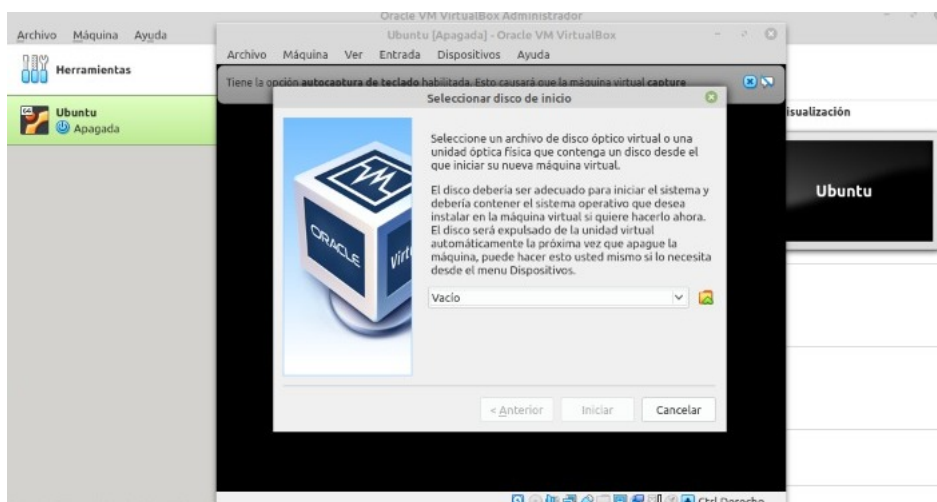 Oracle VM VirtualBox Administrador
Archivo Máquina Ayuda
Herramientas
Ubuntu
Apagada
Ubuntu [Apagada] - Oracle VM VirtualBox
Archivo Máquina Ver Entrada Dispositivos Ayuda
Tiene la opción autocaptura de teclado habilitada. Esto causará que la máquina virtual capture
Seleccionar disco de inicio
Seleccione un archivo de disco óptico virtual o una
unidad óptica física que contenga un disco desde el
que iniciar su nueva máquina virtual.
El disco debería ser adecuado para iniciar el sistema y
debería contener el sistema operativo que desea
instalar en la máquina virtual si quiere hacerlo ahora.
El disco será expulsado de la unidad virtual
automáticamente la próxima vez que apague la
máquina, puede hacer esto usted mismo si lo necesita
desde el menu Dispositivos.
Vacío
< Anterior Iniciar Cancelar
ORACLE
Virt
isualización
Ubuntu
Ctrl Derecho